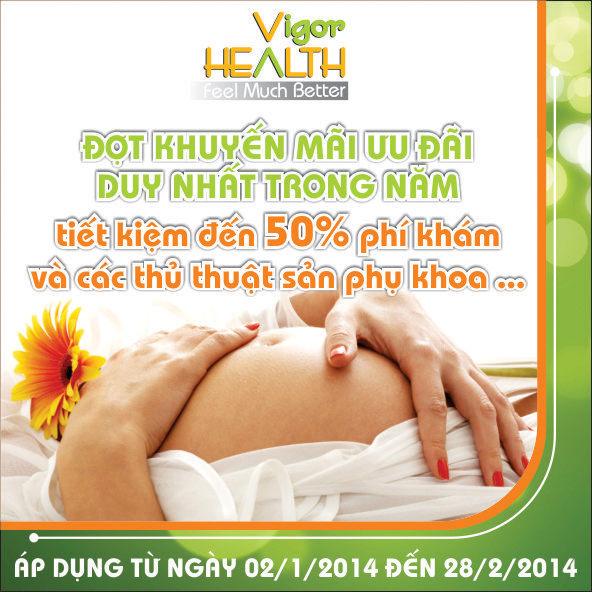 Vigor
HEALTH
Feel Much Better
ĐỢT KHUYẾN MÃI ƯU ĐÃI
DUY NHẤT TRONG NĂM
tiết kiệm đến 50% phí khám
và các thủ thuật sản phụ khoa ...
ÁP DỤNG TỪ NGÀY 02/1/2014 ĐẾN 28/2/2014